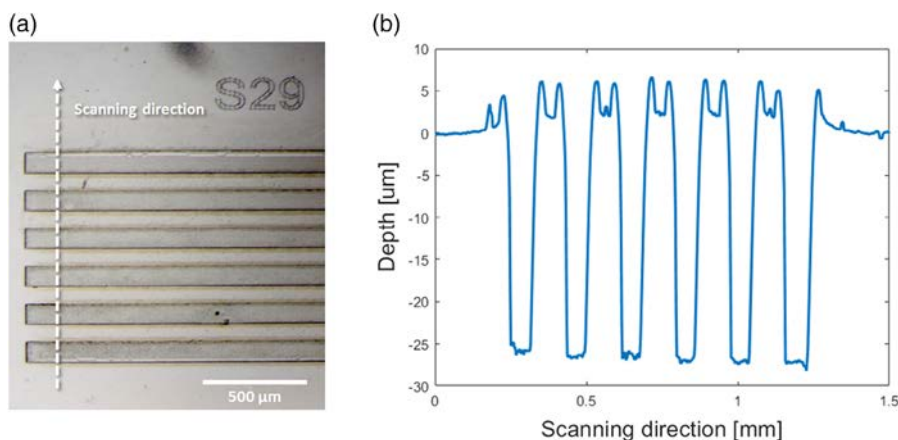 (a)
S29
Scanning direction
500 µm
(b)
Depth [um]
10
5
0
-5
-10
-15
-20
-25
-30
0
0.5
1
1.5
Scanning direction [mm]